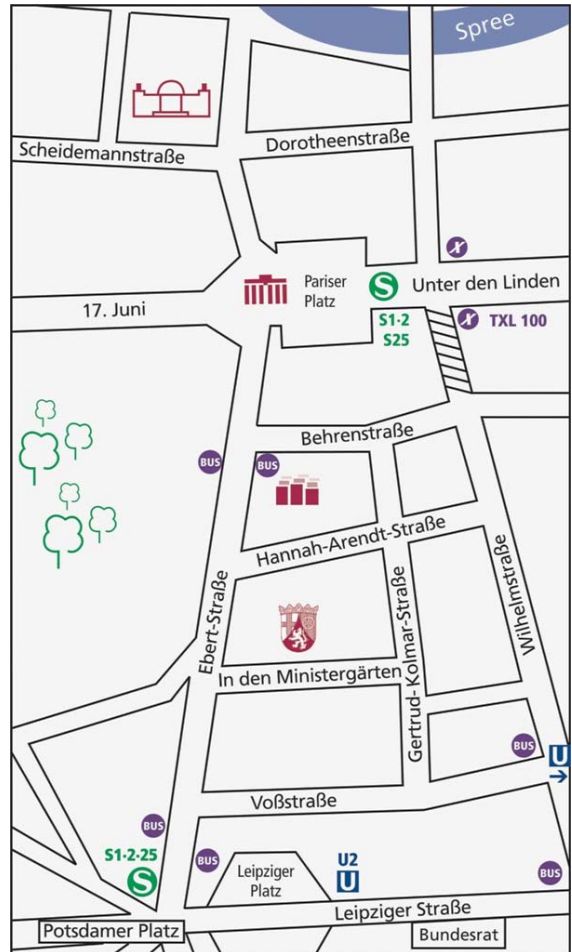 Spree
Scheidemannstraße
Dorotheenstraße
X
Pariser
Platz
S
Unter den Linden
17. Juni
S1·2
S25
X TXL 100
Behrenstraße
BUS
BUS
Hannah-Arendt-Straße
Ebert-Straße
Gertrud-Kolmar-Straße
Wilhelmstraße
In den Ministergärten
BUS
U
Voßstraße
BUS
S1·2·25
S
BUS
Leipziger
Platz
U2
U
BUS
Leipziger Straße
Potsdamer Platz
Bundesrat